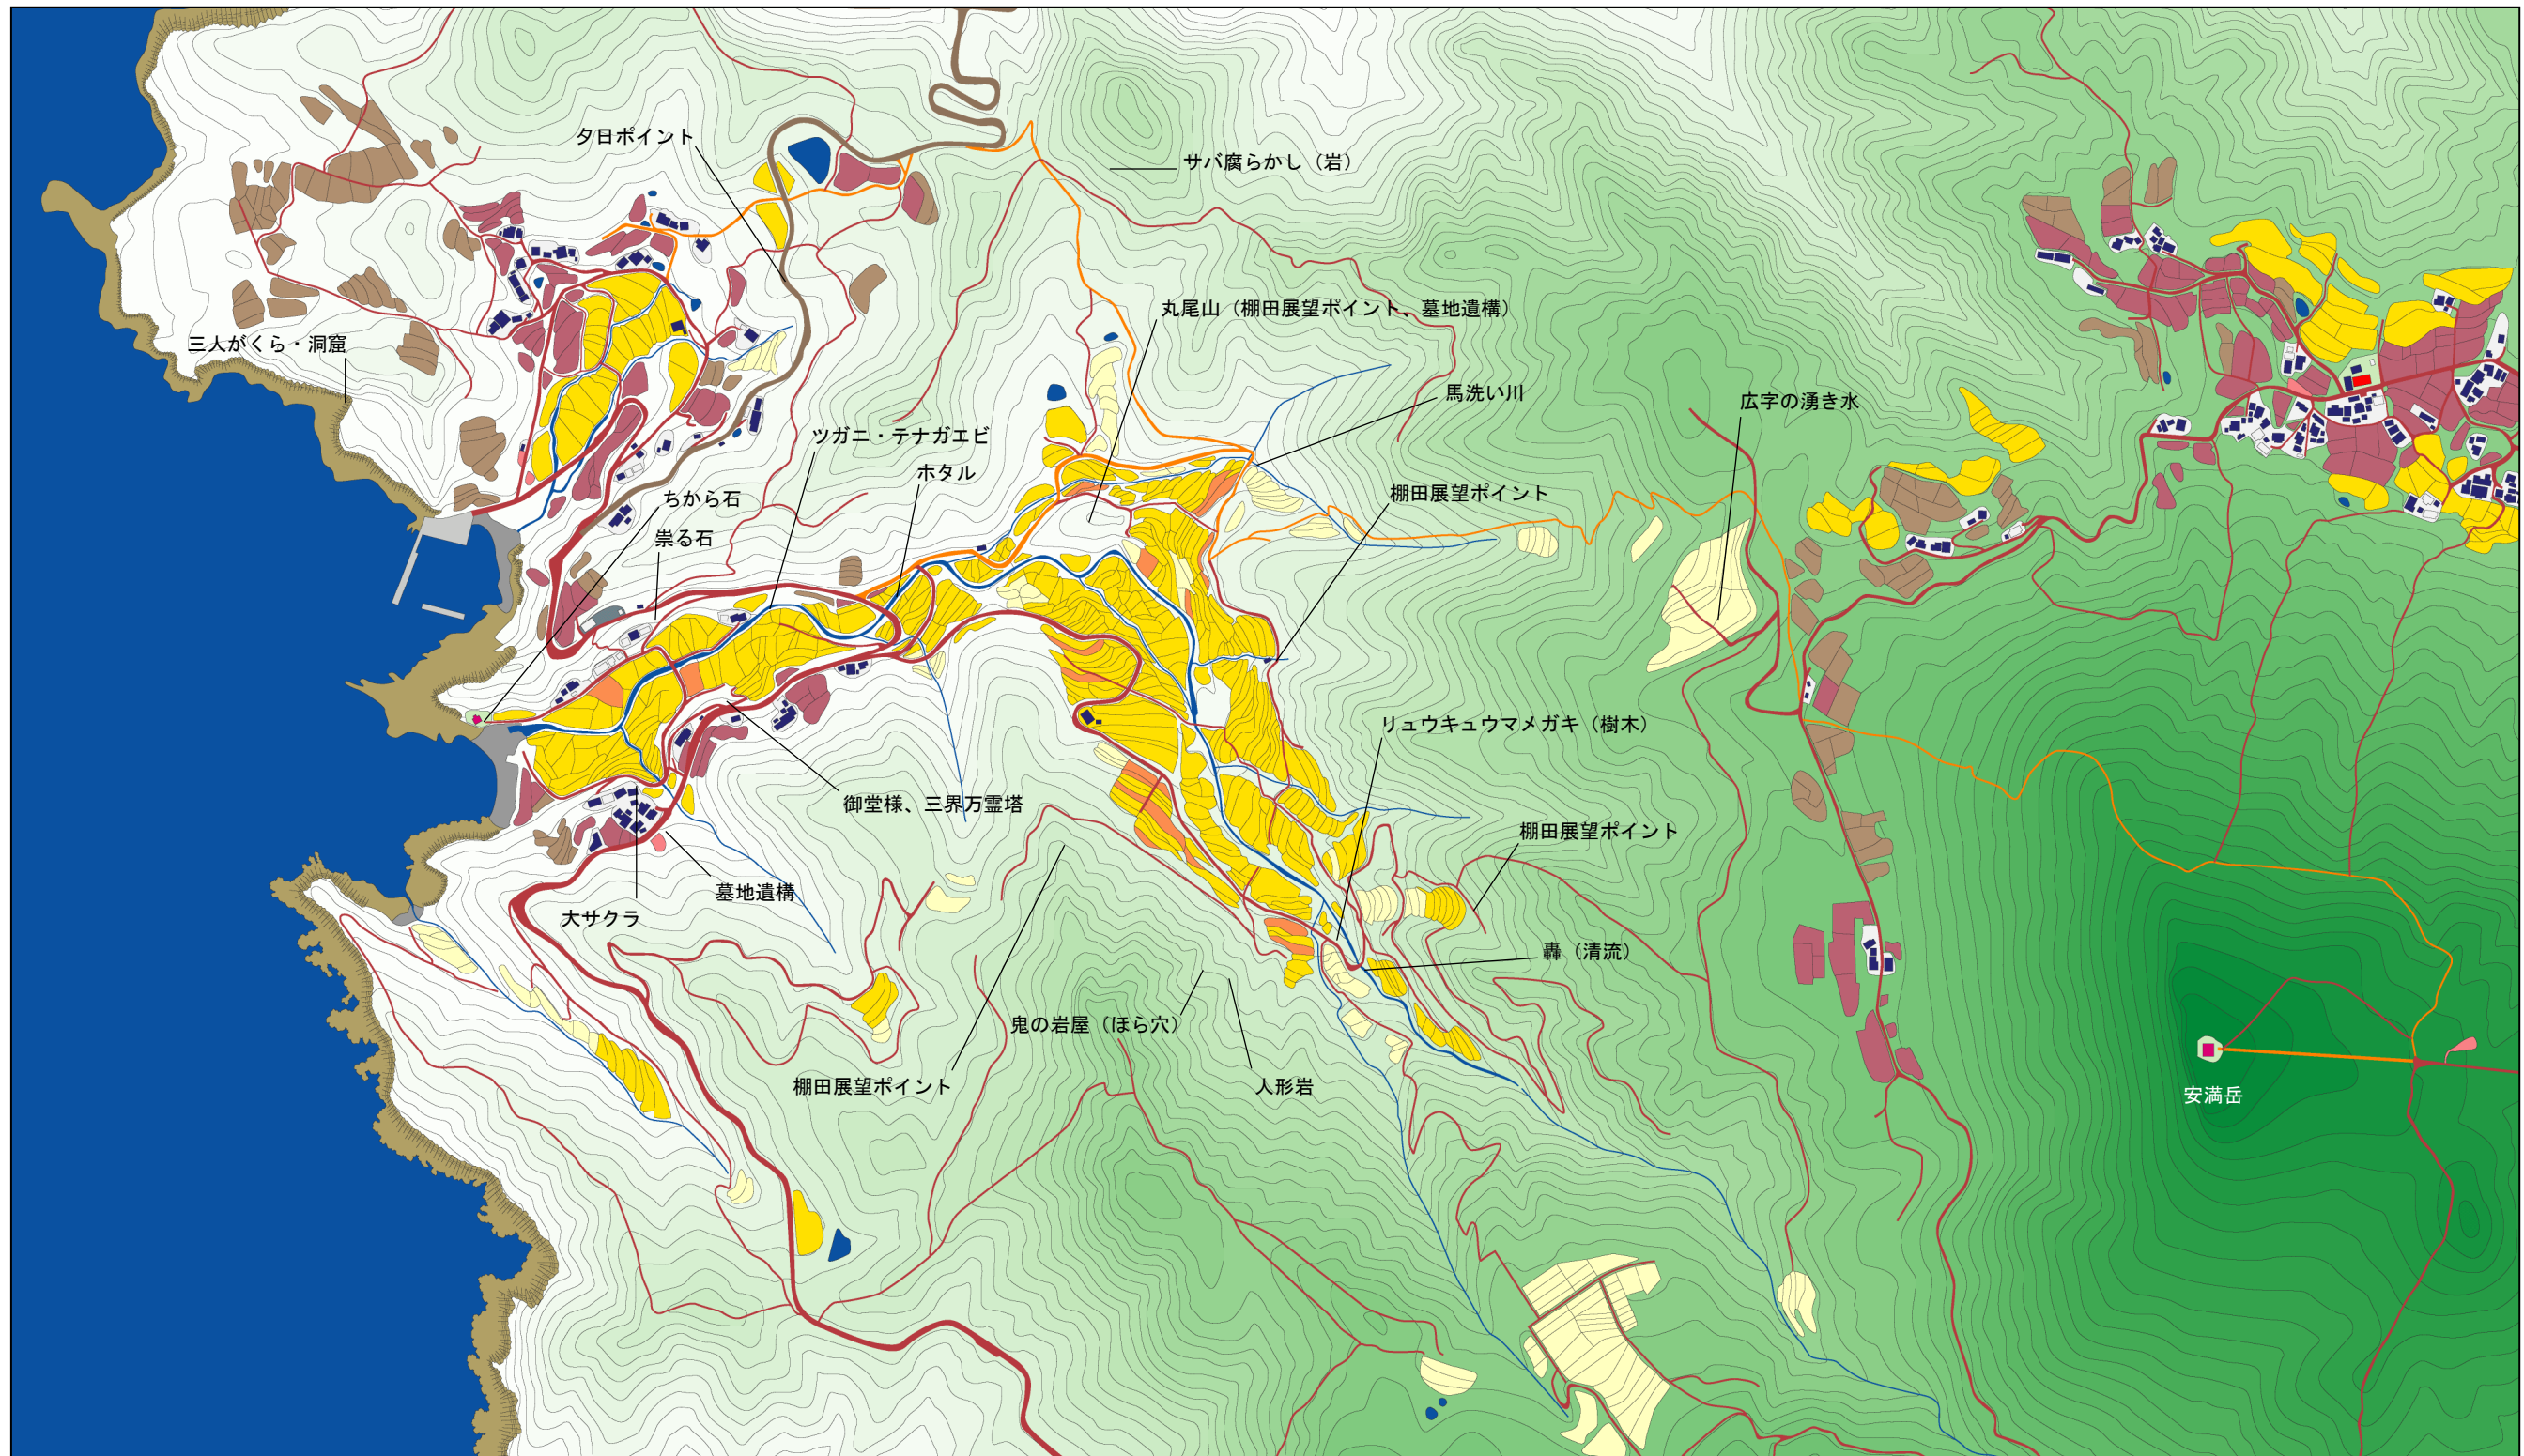 夕日ポイント
サバ腐らかし（岩）
丸尾山（棚田展望ポイント、墓地遺構）
三人がくら・洞窟
馬洗い川
広字の湧き水
ツガニ・テナガエビ
ホタル
ちから石
棚田展望ポイント
祟る石
リュウキュウマメガキ（樹木）
御堂様、三界万霊塔
棚田展望ポイント
墓地遺構
大サクラ
轟（清流）
鬼の岩屋（ほら穴）
棚田展望ポイント
人形岩
安満岳